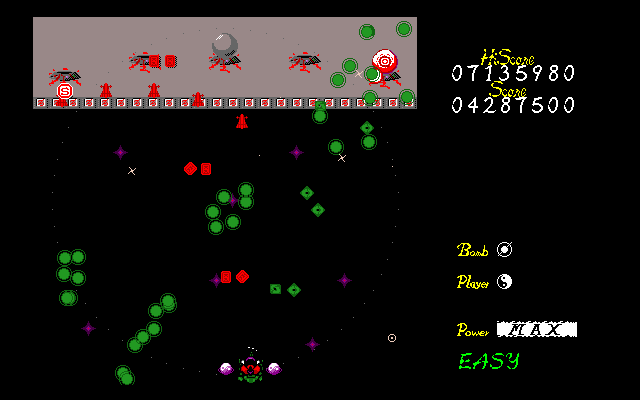 HiScore
07135980
Score
04287500
S
Bomb
Player
Power MAX
EASY